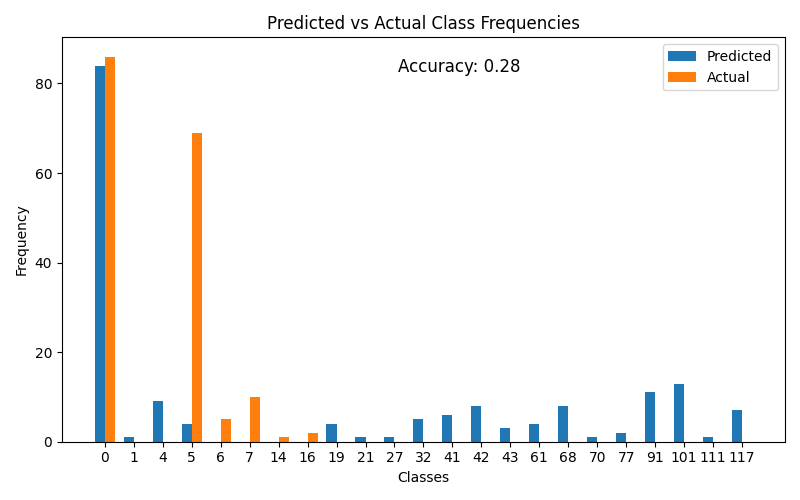 Predicted vs Actual Class Frequencies
Accuracy: 0.28
Predicted
Actual
Frequency
80
60
40
20
0
0 1 4 5 6 7 14 16 19 21 27 32 41 42 43 61 68 70 77 91 101 111 117
Classes